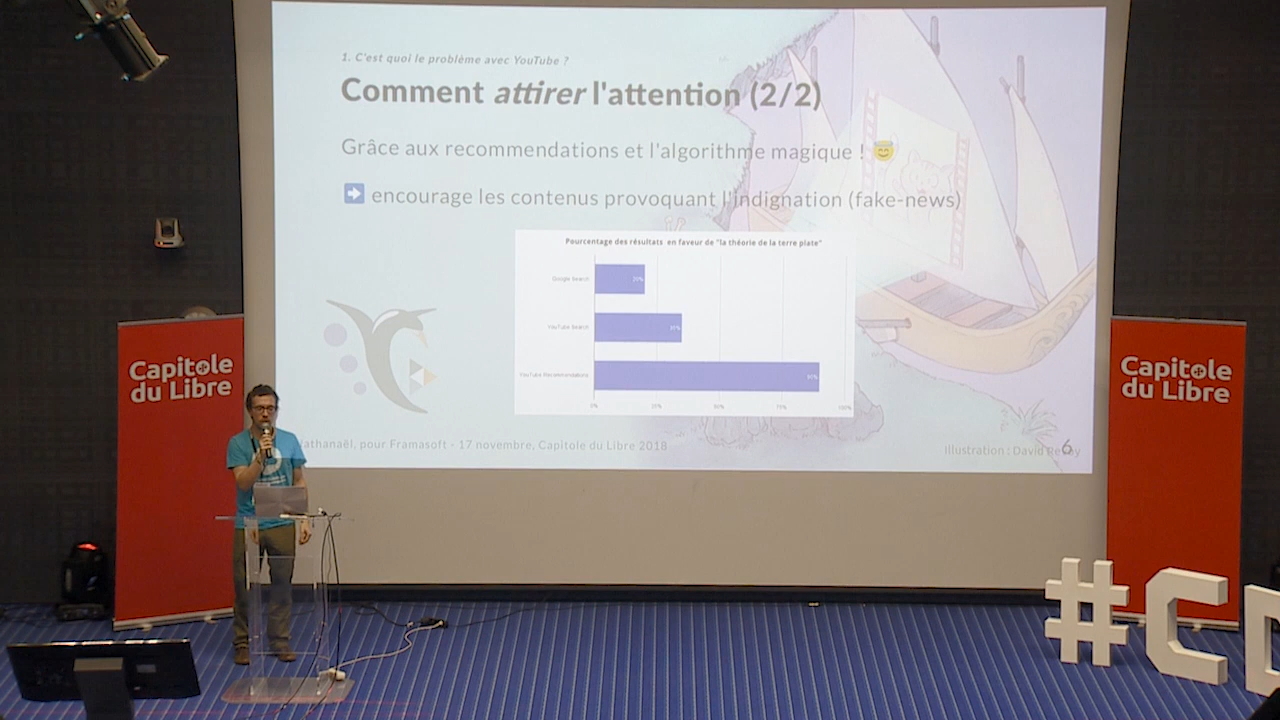 1. C'est quoi le problème avec YouTube ?
Comment attirer l'attention (2/2)
Grâce aux recommendations et l'algorithme magique !
encourage les contenus provoquant l'indignation (fake-news)
Pourcentage des résultats en faveur de "la théorie de la terre plate"
Google Search
20%
YouTube Search
35%
YouTube Recommendations
90%
0% 25% 50% 75% 100%
Nathanaël, pour Framasoft - 17 novembre, Capitole du Libre 2018
Illustration : David Revoy
6
Capitole
du Libre
Capitole
du Libre
#C